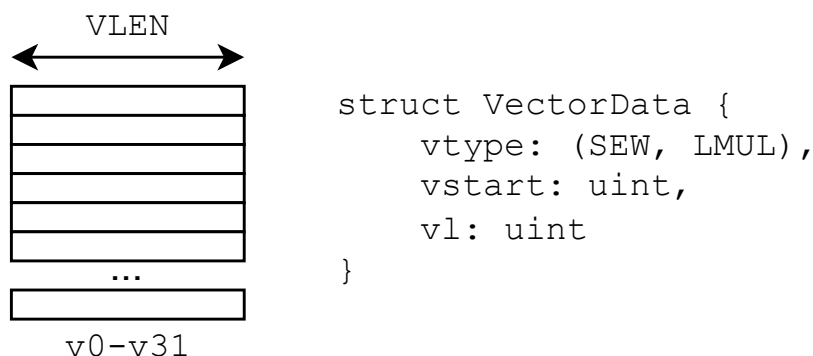 VLEN
...
v0-v31
struct VectorData {
    vtype: (SEW, LMUL),
    vstart: uint,
    vl: uint
}